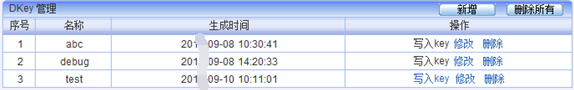 DKey 管理 新增 删除所有
序号 名称 生成时间 操作
1 abc 09-08 10:30:41 写入key 修改 删除
2 debug 09-08 14:20:33 写入key 修改 删除
3 test 09-10 10:11:01 写入key 修改 删除